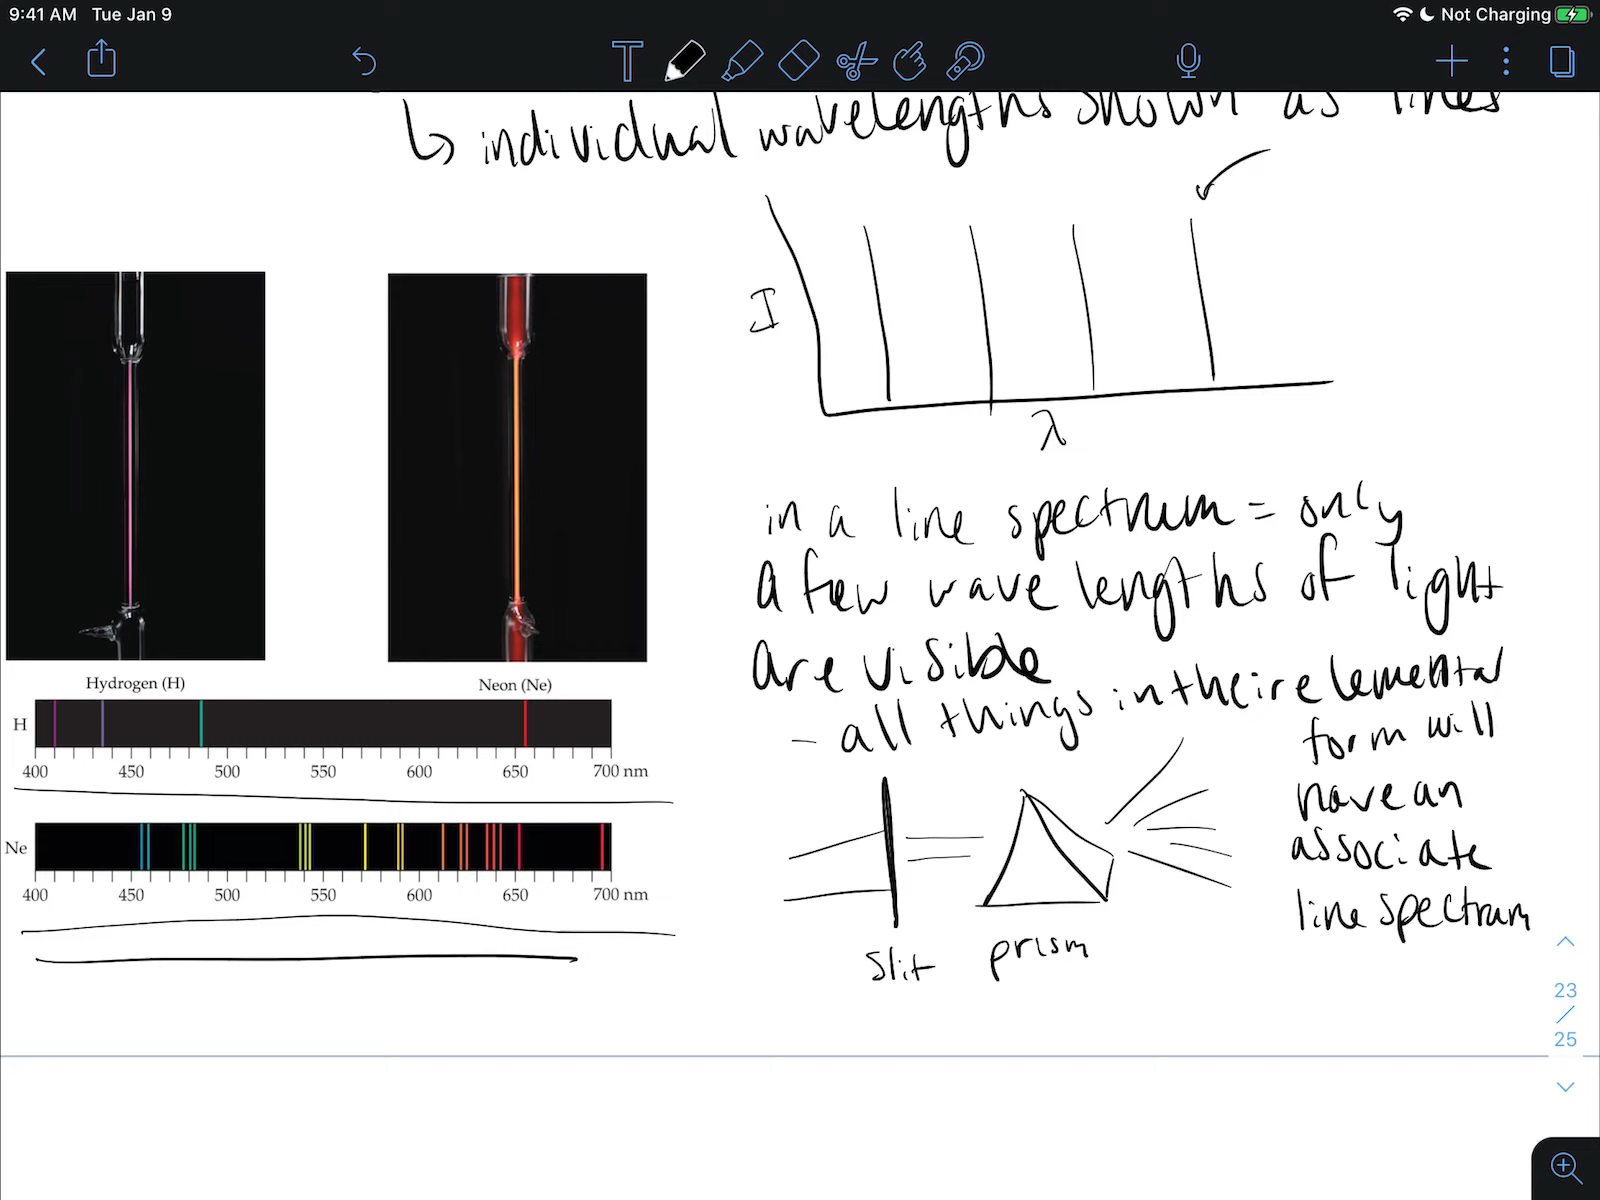 9:41 AM Tue Jan 9
Not Charging
T
↳ individual wavelengths shown as lines
I
λ
in a line spectrum = only
a few wave lengths of light
are visible
- all things in their elemental
form will
have an
associate
line spectrum
slit prism
Hydrogen (H)
Neon (Ne)
H
400 450 500 550 600 650 700 nm
Ne
400 450 500 550 600 650 700 nm
23
/
25